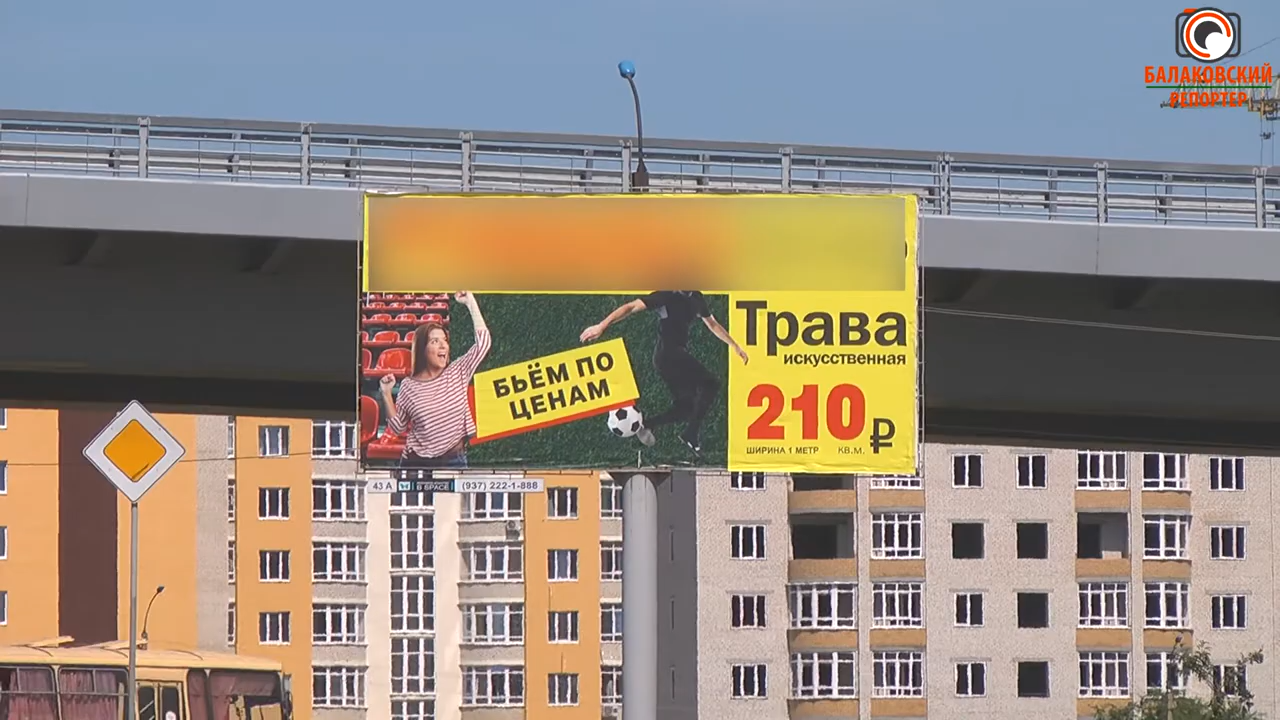 БАЛАКОВСКИЙ
РЕПОРТЕР
Трава
искусственная
БЬЁМ ПО
ЦЕНАМ
210 ₽
ШИРИНА 1 МЕТР КВ.М.
43 А (937) 222-1-888